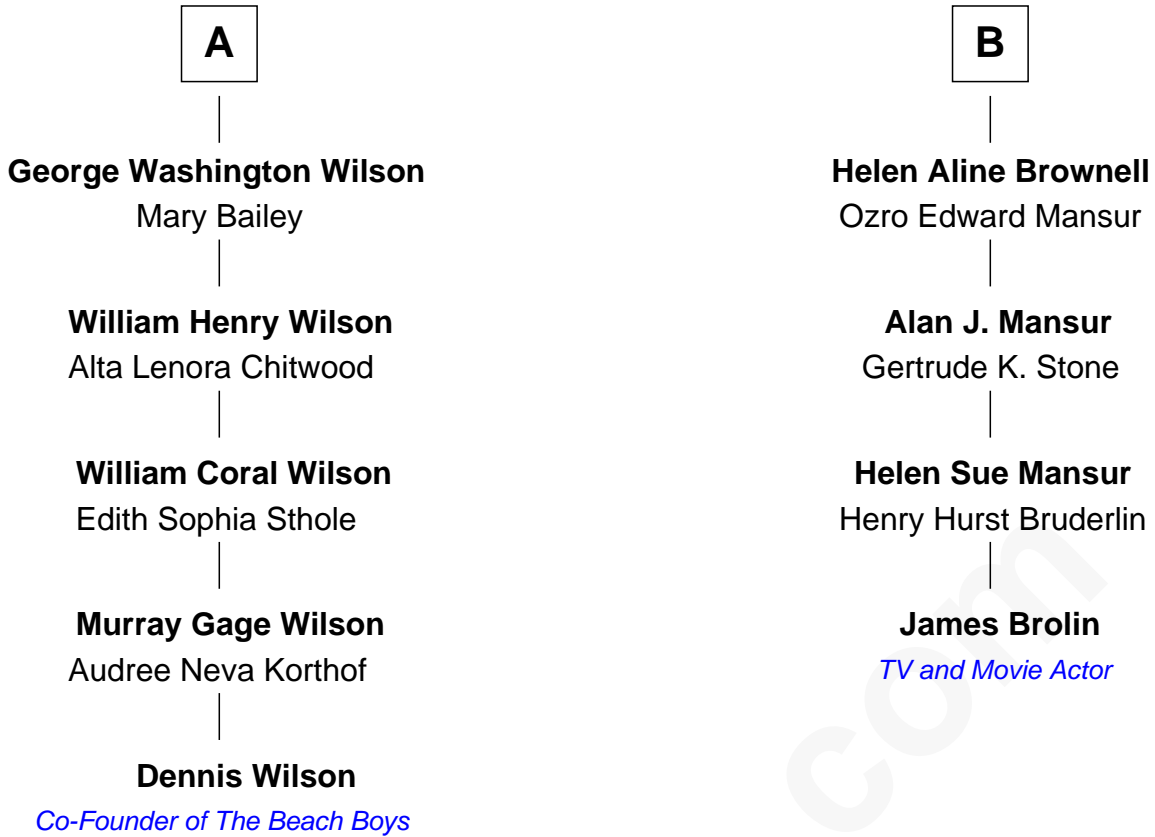 A
George Washington Wilson
Mary Bailey
William Henry Wilson
Alta Lenora Chitwood
William Coral Wilson
Edith Sophia Sthole
Murray Gage Wilson
Audree Neva Korthof
Dennis Wilson
Co-Founder of The Beach Boys
B
Helen Aline Brownell
Ozro Edward Mansur
Alan J. Mansur
Gertrude K. Stone
Helen Sue Mansur
Henry Hurst Bruderlin
James Brolin
TV and Movie Actor
com